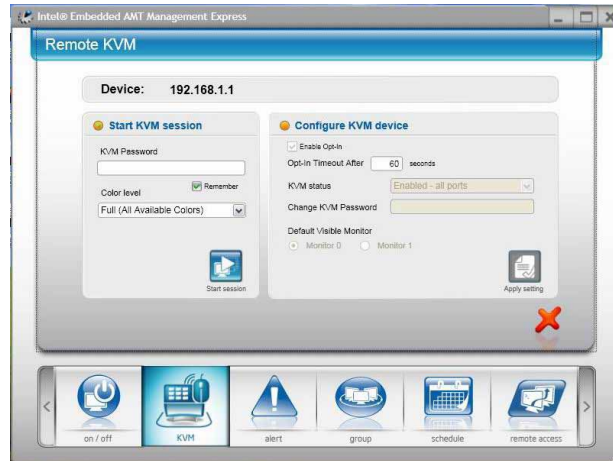 Intel® Embedded AMT Management Express
Remote KVM
Device: 192.168.1.1
Start KVM session
KVM Password
Remember
Color level
Full (All Available Colors)
Start session
Configure KVM device
Enable Opt-In
Opt-In Timeout After 60 seconds
KVM status Enabled - all ports
Change KVM Password
Default Visible Monitor
Monitor 0 Monitor 1
Apply setting
on / off KVM alert group schedule remote access